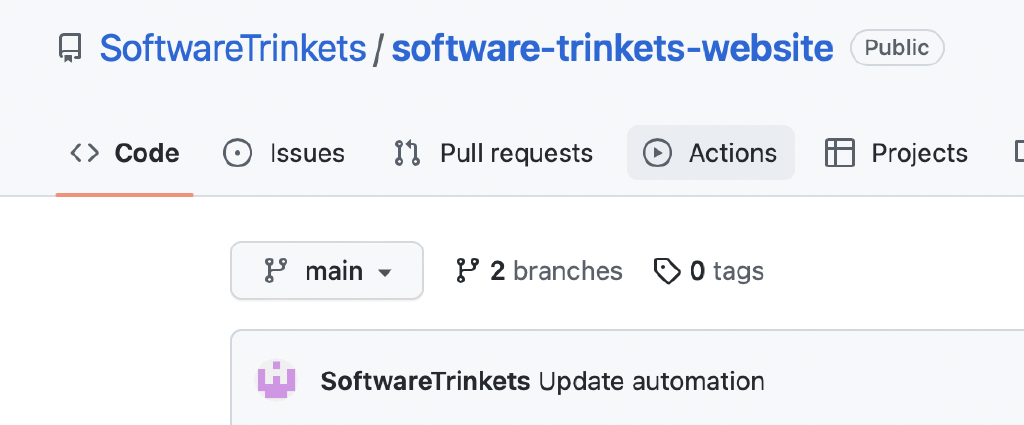 SoftwareTrinkets / software-trinkets-website Public
Code Issues Pull requests Actions Projects
main 2 branches 0 tags
SoftwareTrinkets Update automation